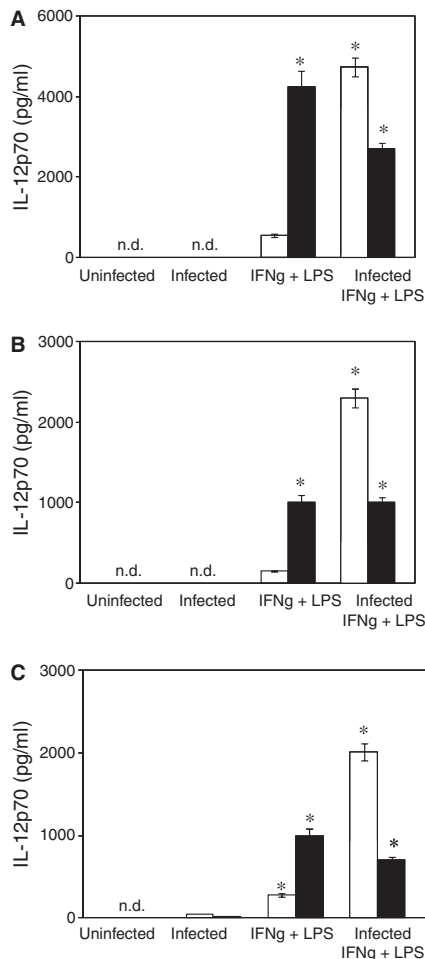 A
IL-12p70 (pg/ml)
6000
4000
2000
0
*
*
*
n.d.
n.d.
Uninfected
Infected
IFNg + LPS
Infected
IFNg + LPS
B
IL-12p70 (pg/ml)
3000
2000
1000
0
*
*
*
n.d.
n.d.
Uninfected
Infected
IFNg + LPS
Infected
IFNg + LPS
C
IL-12p70 (pg/ml)
3000
2000
1000
0
*
*
*
*
n.d.
Uninfected
Infected
IFNg + LPS
Infected
IFNg + LPS